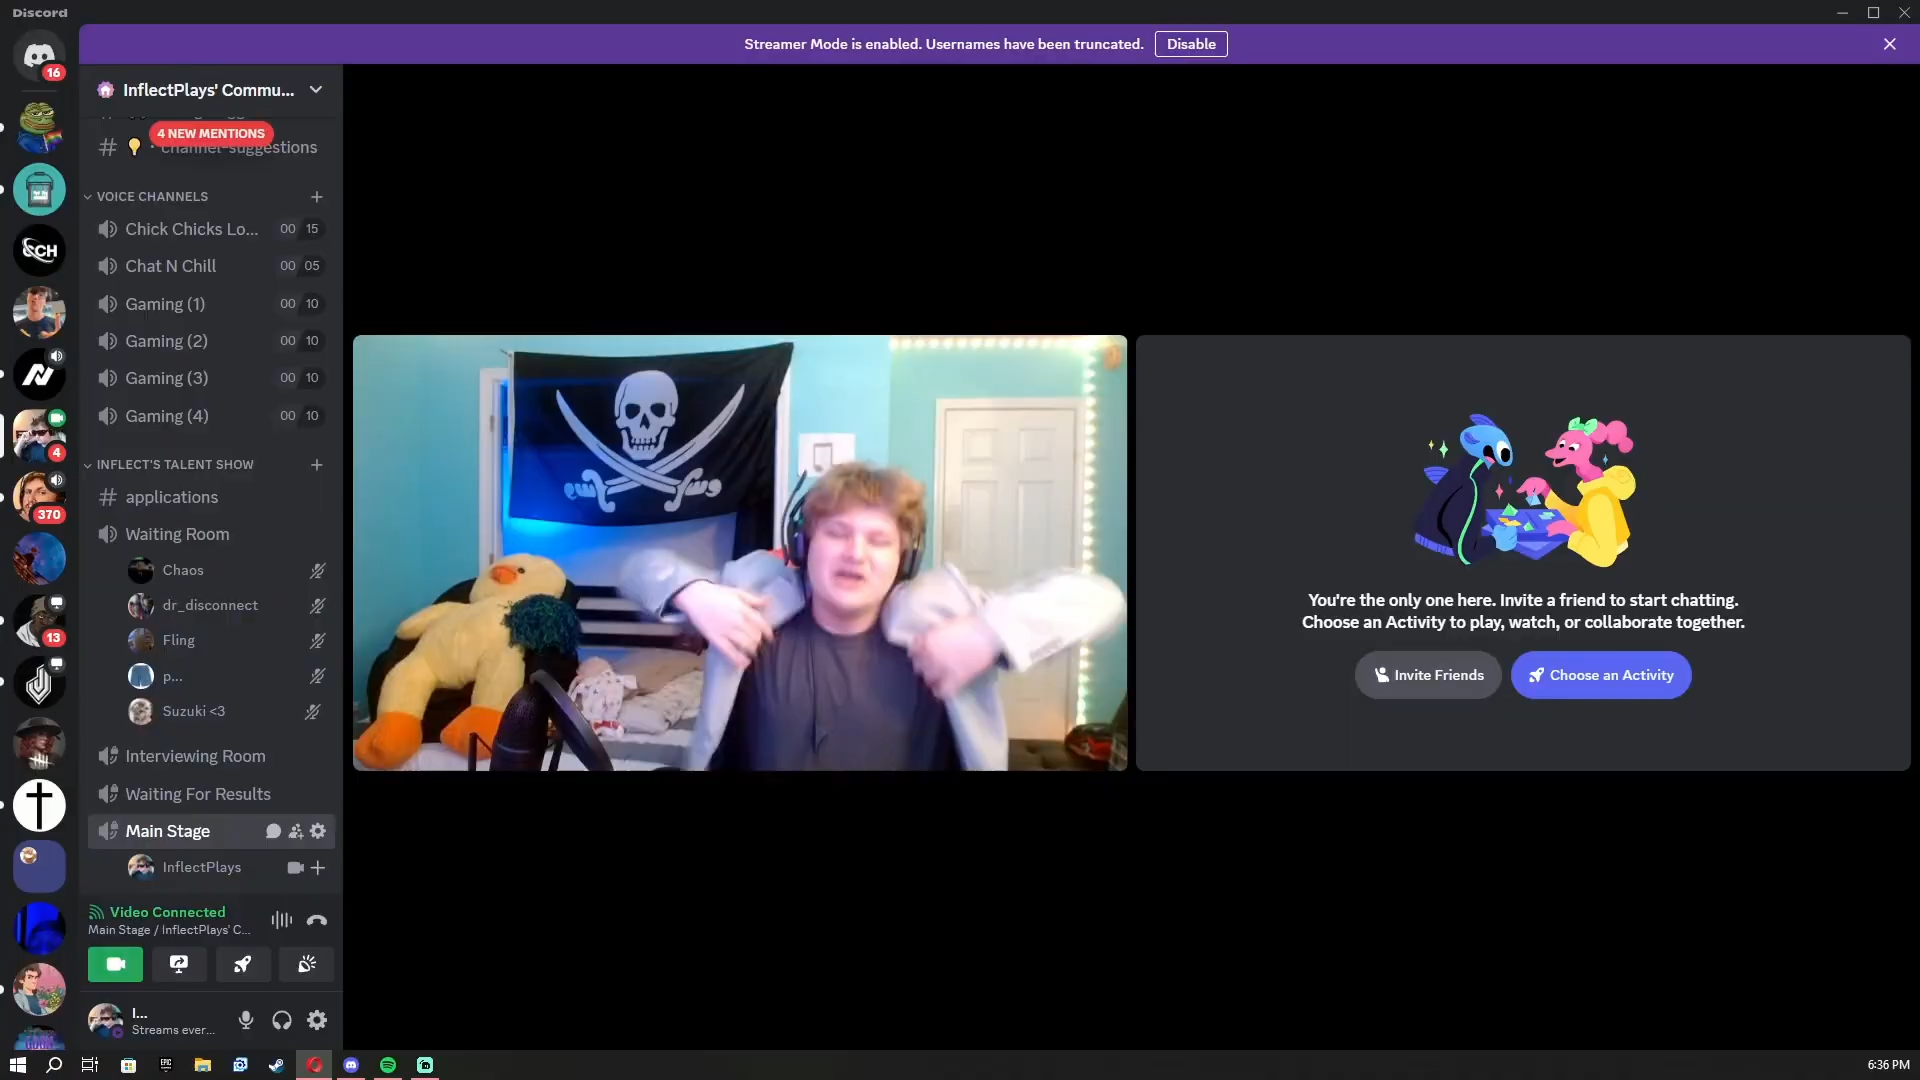 Discord
Streamer Mode is enabled. Usernames have been truncated.
Disable
16
InflectPlays' Commu...
4 NEW MENTIONS
channel-suggestions
VOICE CHANNELS
Chick Chicks Lo... 00 15
Chat N Chill 00 05
Gaming (1) 00 10
Gaming (2) 00 10
Gaming (3) 00 10
Gaming (4) 00 10
CCH
4
INFLECT'S TALENT SHOW
applications
370
Waiting Room
Chaos
dr_disconnect
13
Fling
p...
Suzuki <3
Interviewing Room
Waiting For Results
Main Stage
InflectPlays
Video Connected
Main Stage / InflectPlays' C...
I...
Streams ever...
You're the only one here. Invite a friend to start chatting.
Choose an Activity to play, watch, or collaborate together.
Invite Friends
Choose an Activity
EPIC
6:36 PM